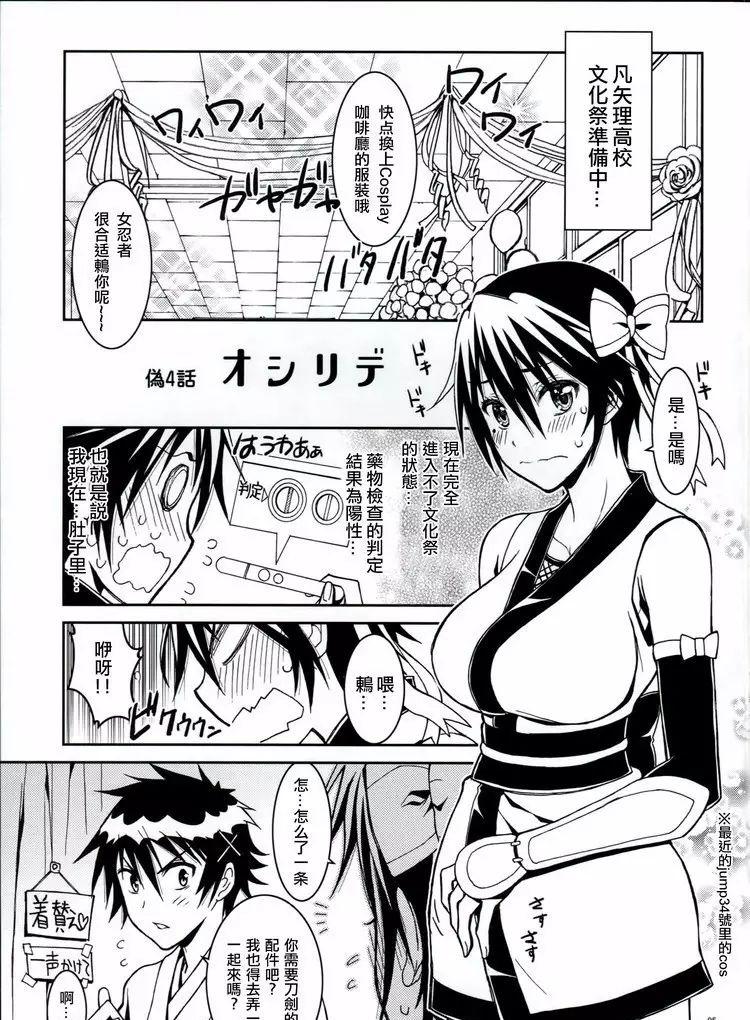 凡矢理高校
文化祭準備中…
ワイ
ワイ
ワイ
快点換上Cosplay
咖啡廳的服裝哦
ガヤガヤ
バタバタ
女忍者
很合适鶫你呢~~~
偽4話 オシリデ
ドキ
ドキ
是…是嗎
現在完全
進入不了文化祭
的狀態…
はうわあぁ
判定
藥物檢查的判定
結果為陽性…
也就是說
我現在…肚子里…
喂…
鶫…
咿呀!!
ビクウウン
さす
さす
※最近的jump34號里的cos
怎…怎么了一条
着替え
一声かけて
你需要刀劍的
配件吧?
我也得去弄一
一起來嗎?
啊…